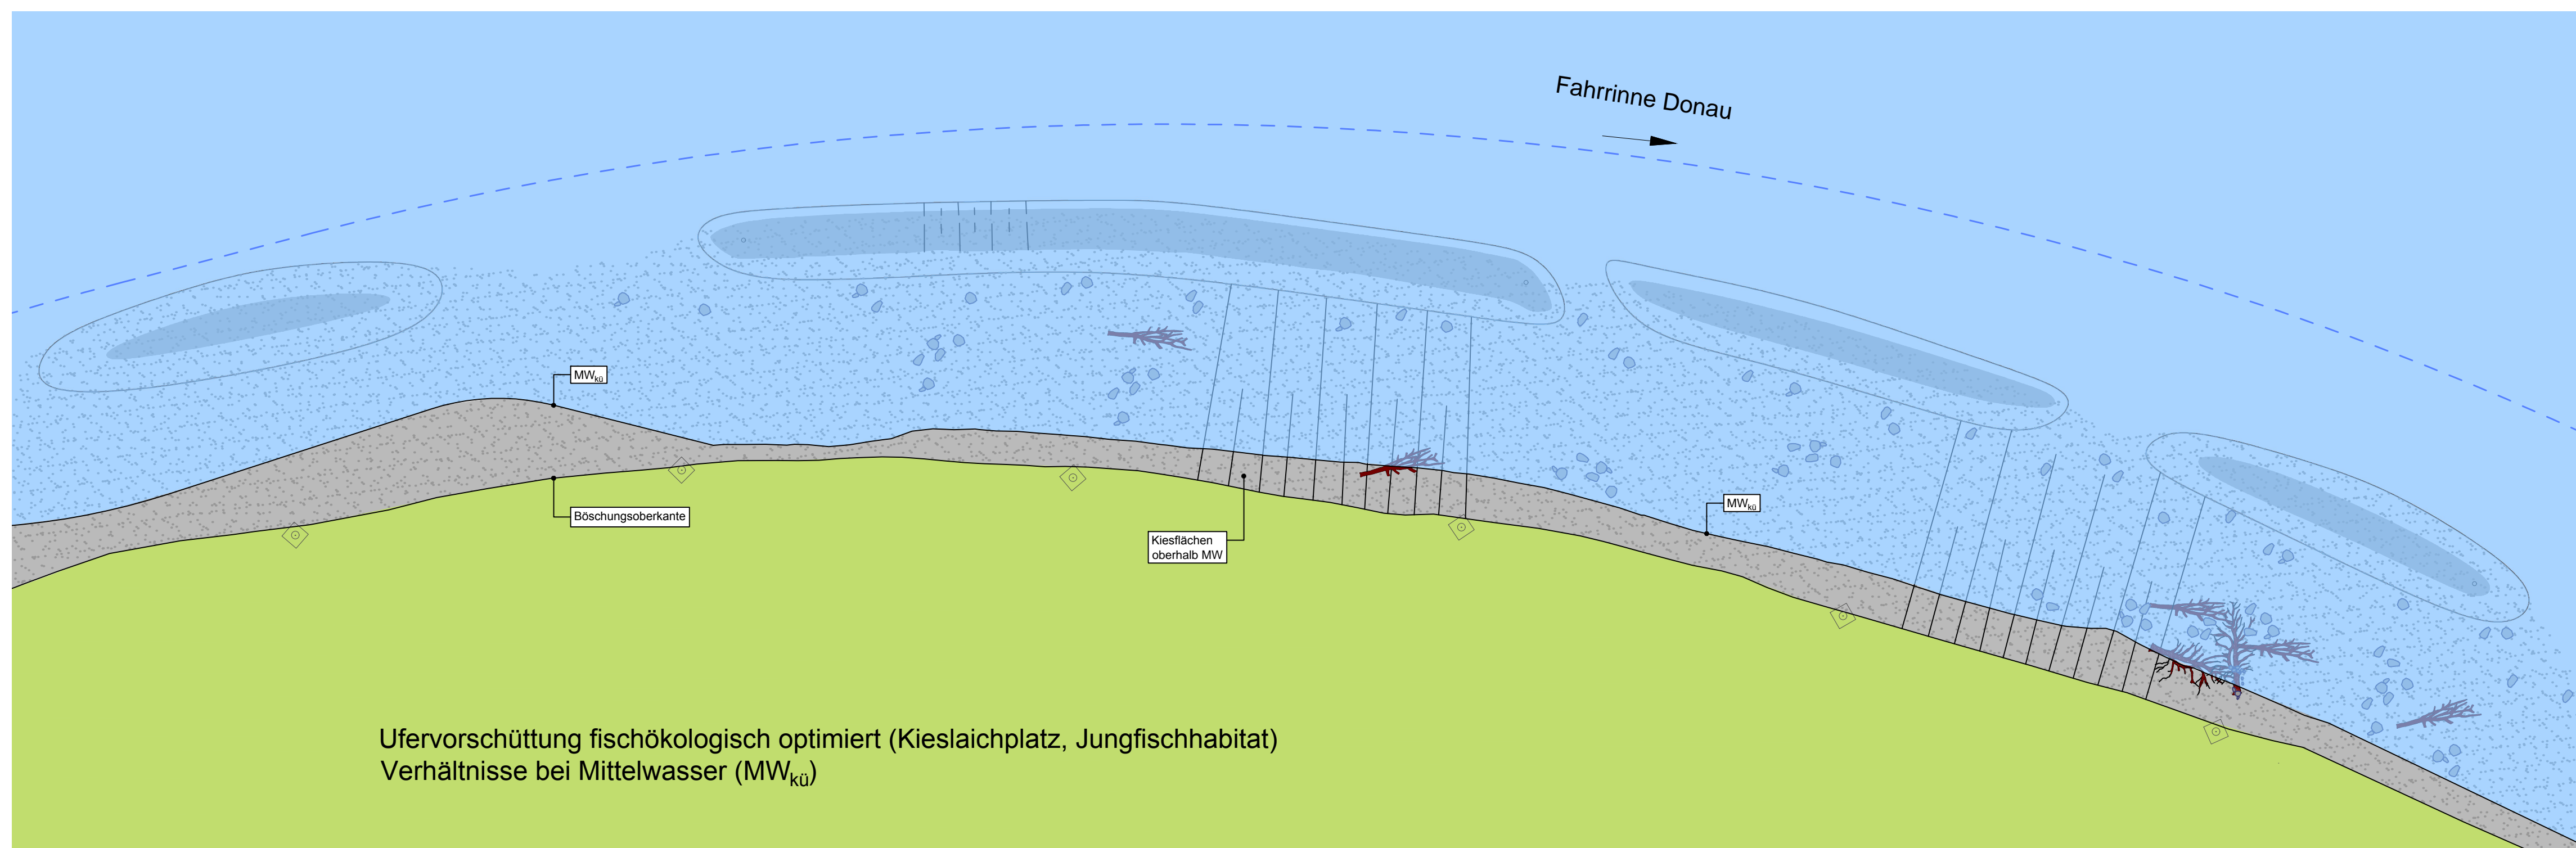 Fahrrinne Donau
MWkü
Böschungsoberkante
Kiesflächen
oberhalb MW
MWkü
Ufervorschüttung fischökologisch optimiert (Kieslaichplatz, Jungfischhabitat)
Verhältnisse bei Mittelwasser (MWkü)